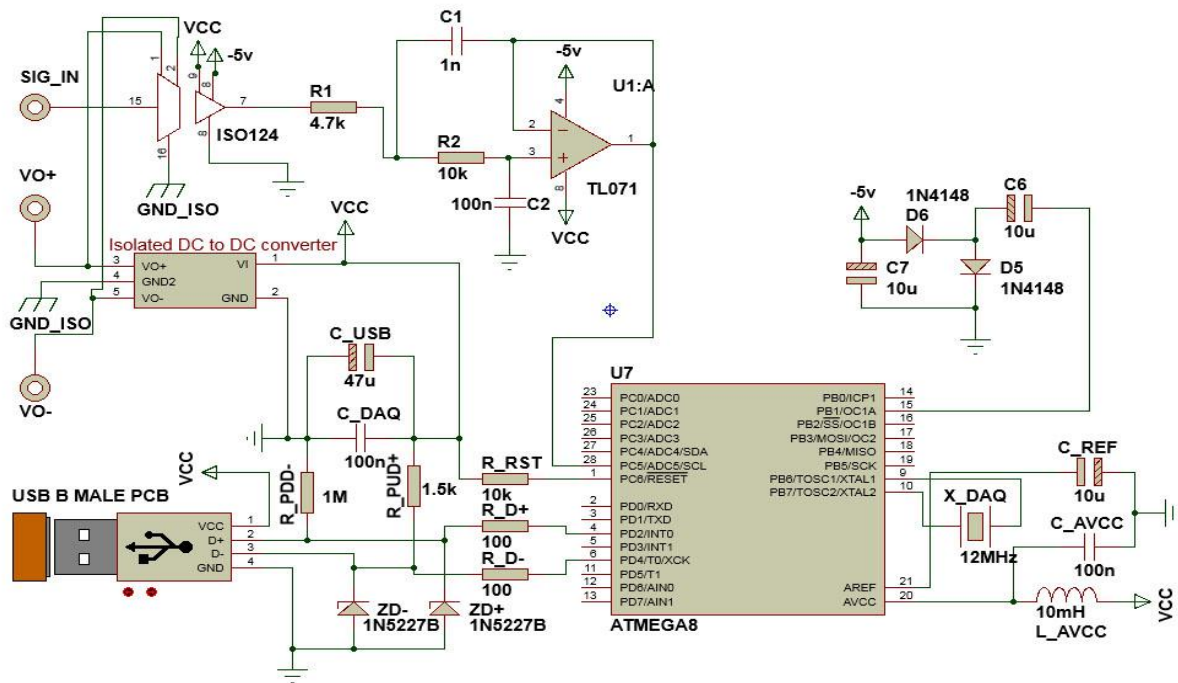 C1
1n
VCC
-5v
SIG_IN
1
2
9
8
15
16
8
7
ISO124
GND_ISO
R1
4.7k
R2
10k
100n
C2
-5v
4
U1:A
2
3
1
8
TL071
VCC
VO+
VCC
Isolated DC to DC converter
3
VO+
VI
1
4
GND2
5
VO-
GND
2
GND_ISO
VO-
-5v
1N4148
D6
C6
10u
C7
10u
D5
1N4148
C_USB
47u
C_DAQ
100n
R_PDD-
1M
R_PUD+
1.5k
R_RST
10k
R_D+
100
R_D-
100
VCC
USB B MALE PCB
VCC
1
D+
2
D-
3
GND
4
ZD-
1N5227B
ZD+
1N5227B
U7
23 PC0/ADC0
24 PC1/ADC1
25 PC2/ADC2
26 PC3/ADC3
27 PC4/ADC4/SDA
28 PC5/ADC5/SCL
1 PC6/RESET
2 PD0/RXD
3 PD1/TXD
4 PD2/INT0
5 PD3/INT1
6 PD4/T0/XCK
11 PD5/T1
12 PD6/AIN0
13 PD7/AIN1
PB0/ICP1 14
PB1/OC1A 15
PB2/SS/OC1B 16
PB3/MOSI/OC2 17
PB4/MISO 18
PB5/SCK 19
PB6/TOSC1/XTAL1 9
PB7/TOSC2/XTAL2 10
AREF 21
AVCC 20
ATMEGA8
C_REF
10u
X_DAQ
12MHz
C_AVCC
100n
10mH
L_AVCC
VCC